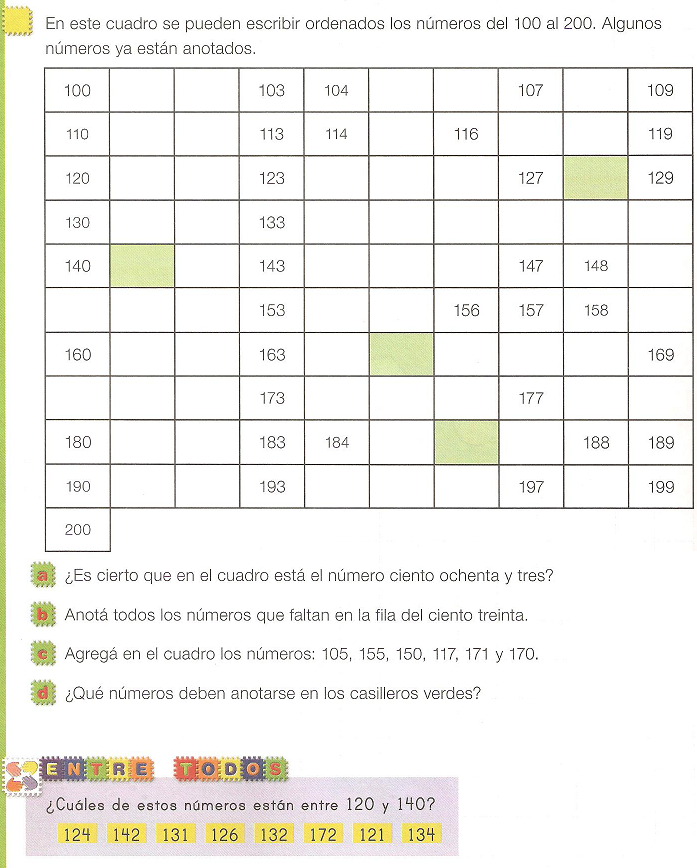 En este cuadro se pueden escribir ordenados los números del 100 al 200. Algunos
números ya están anotados.
100 103 104 107 109
110 113 114 116 119
120 123 127 129
130 133
140 143 147 148
153 156 157 158
160 163 169
173 177
180 183 184 188 189
190 193 197 199
200
a ¿Es cierto que en el cuadro está el número ciento ochenta y tres?
b Anotá todos los números que faltan en la fila del ciento treinta.
c Agregá en el cuadro los números: 105, 155, 150, 117, 171 y 170.
d ¿Qué números deben anotarse en los casilleros verdes?
ENTRE TODOS
¿Cuáles de estos números están entre 120 y 140?
124 142 131 126 132 172 121 134